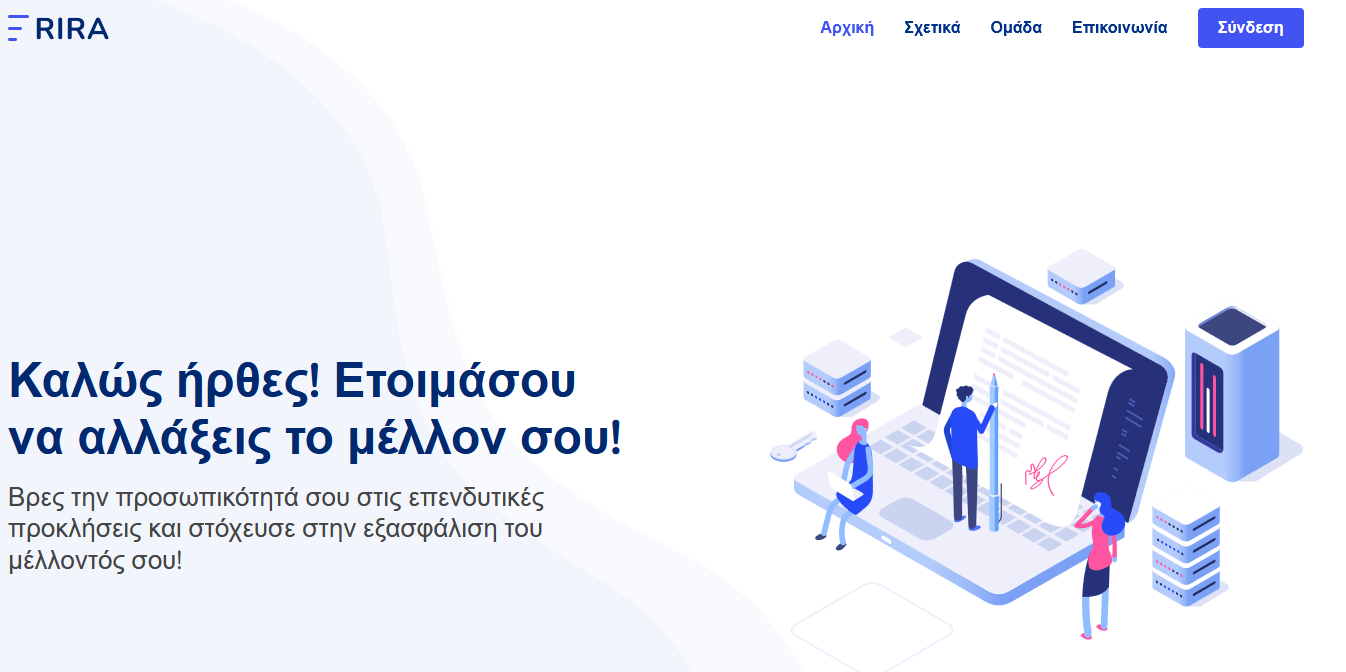 RIRA
Αρχική
Σχετικά
Ομάδα
Επικοινωνία
Σύνδεση
Καλώς ήρθες! Ετοιμάσου
να αλλάξεις το μέλλον σου!
Βρες την προσωπικότητά σου στις επενδυτικές
προκλήσεις και στόχευσε στην εξασφάλιση του
μέλλοντός σου!